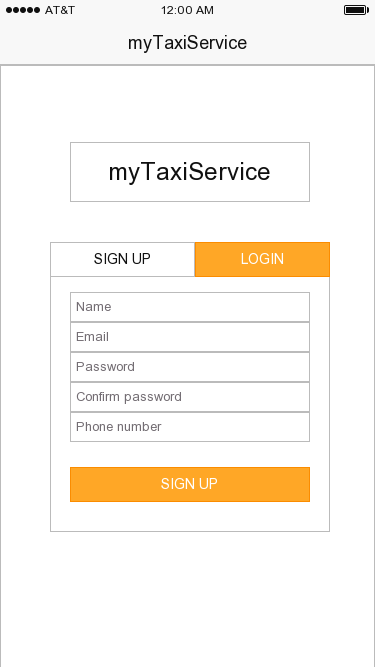 AT&T 12:00 AM
myTaxiService
myTaxiService
SIGN UP LOGIN
Name
Email
Password
Confirm password
Phone number
SIGN UP